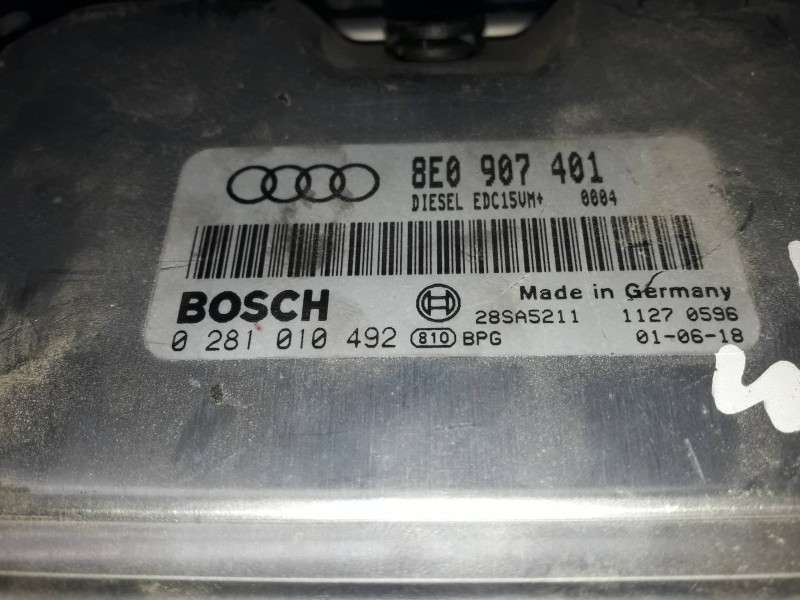 8E0 907 401
DIESEL EDC15VM+ 0004
BOSCH
Made in Germany
28SA5211 1127 0596
0 281 010 492 810 BPG 01-06-18